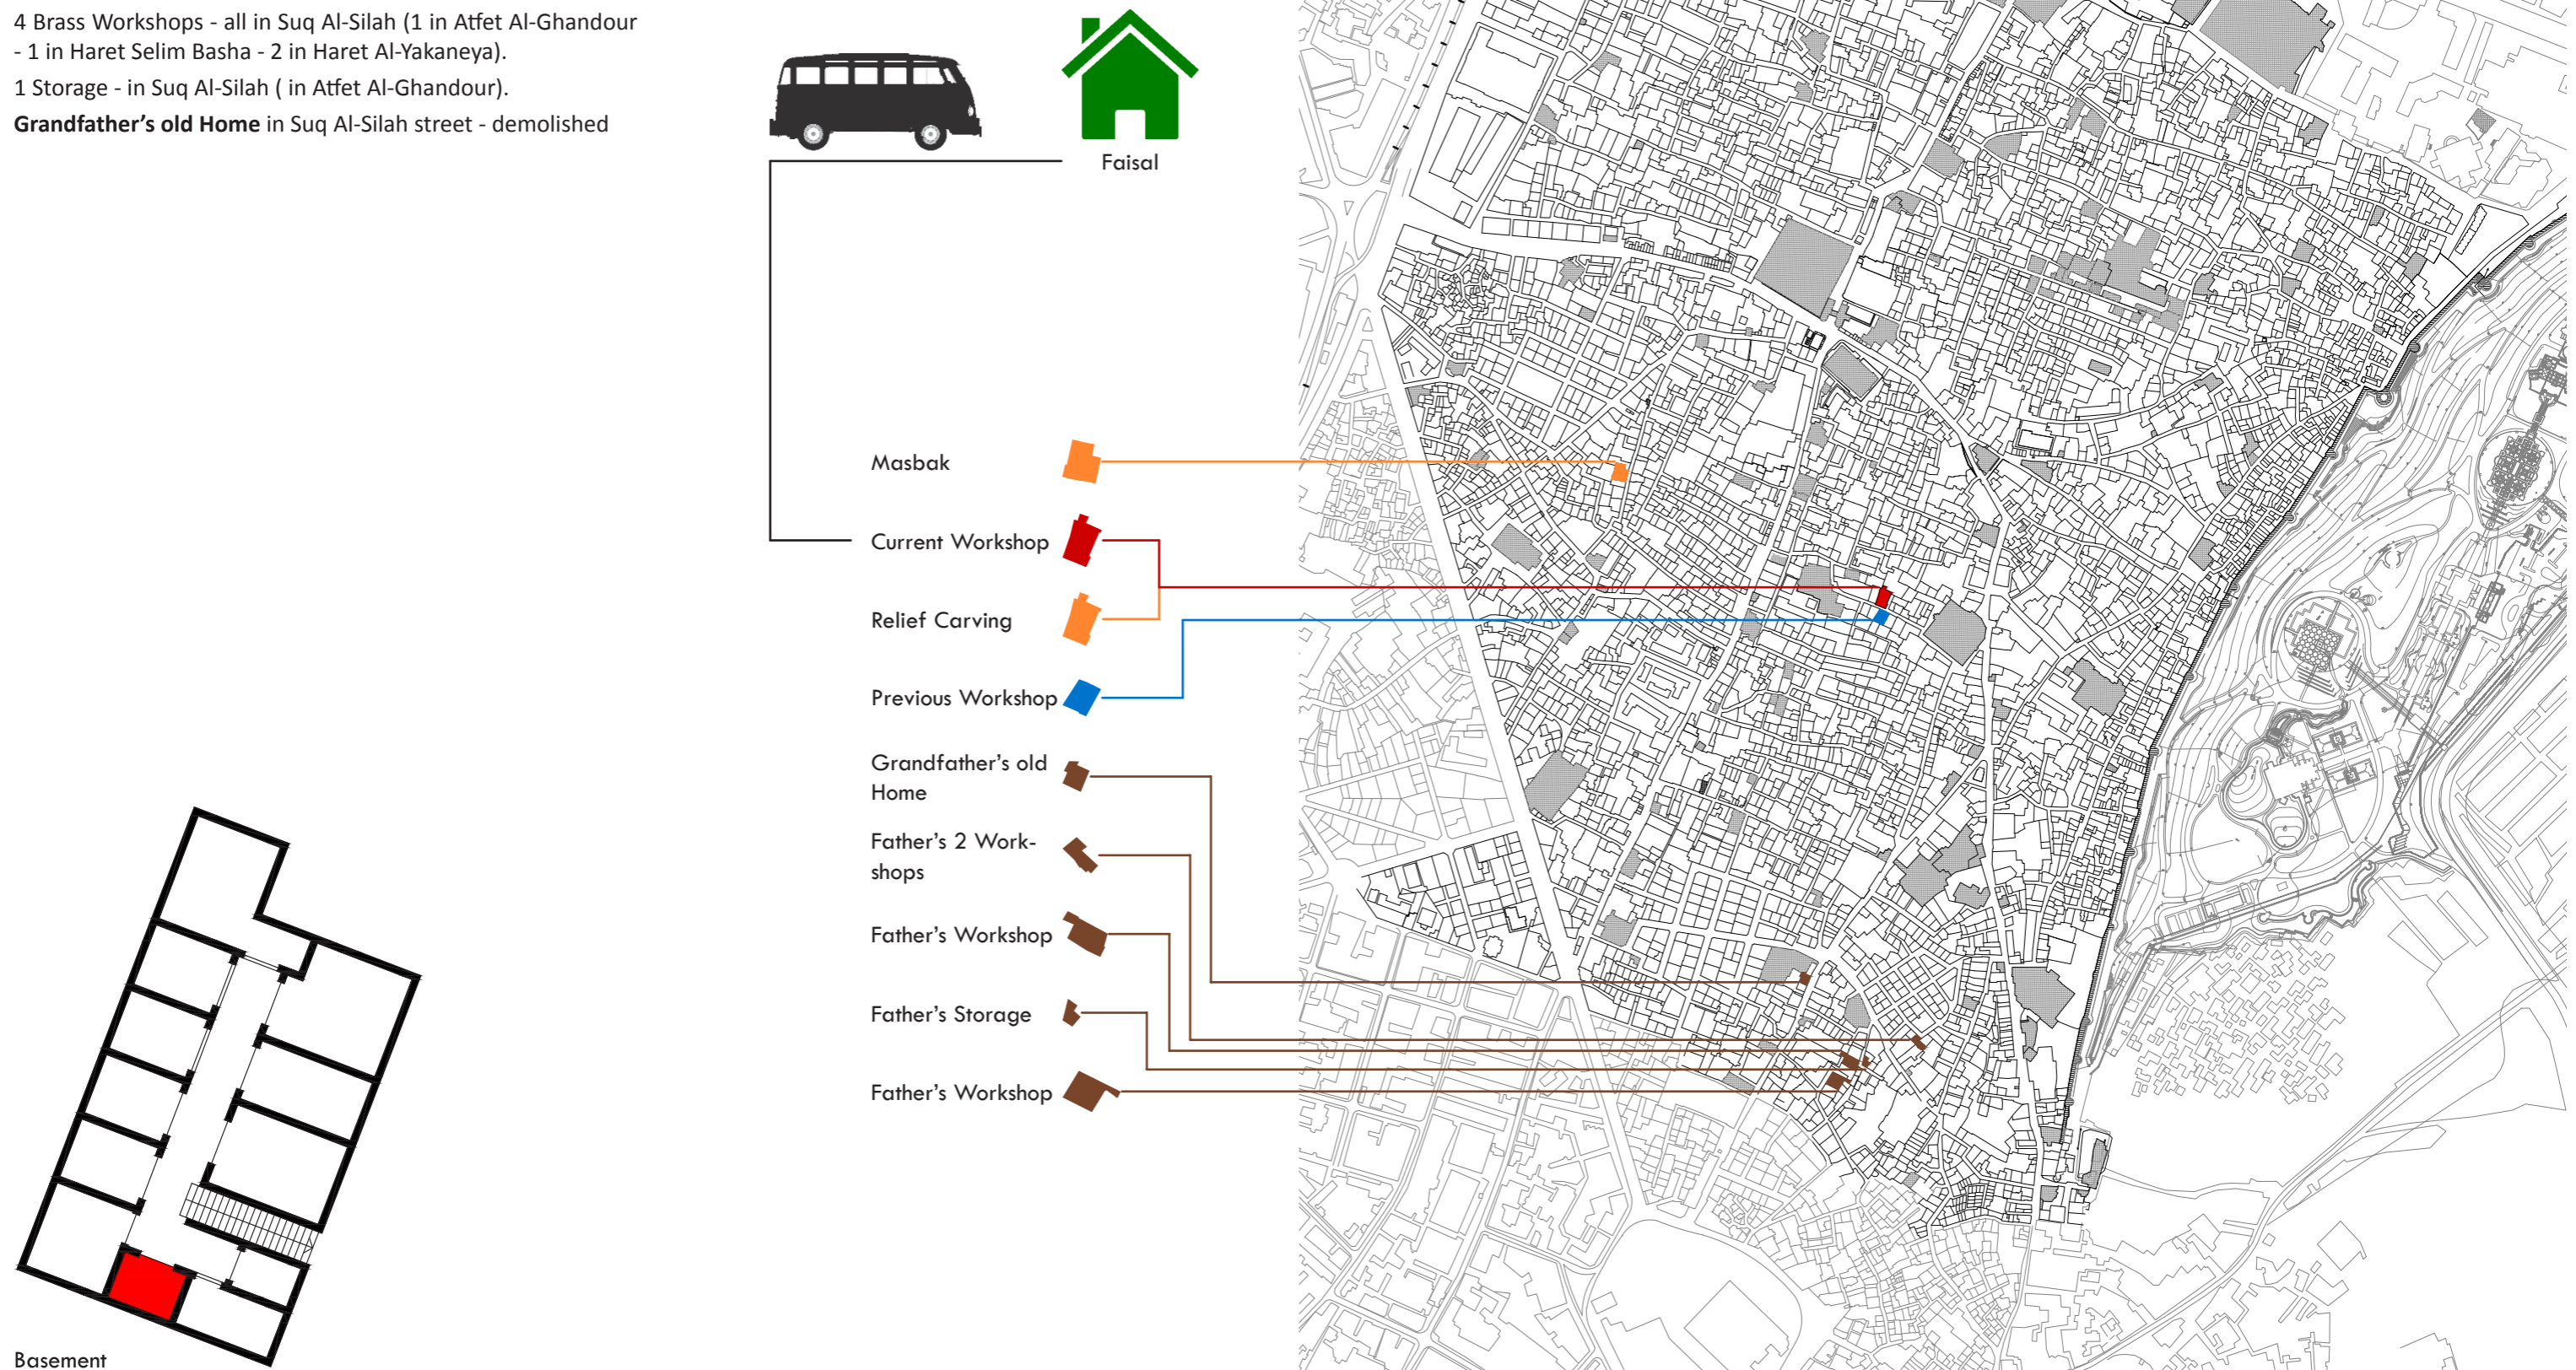 4 Brass Workshops - all in Suq Al-Silah (1 in Atfet Al-Ghandour
- 1 in Haret Selim Basha - 2 in Haret Al-Yakaneya).
1 Storage - in Suq Al-Silah ( in Atfet Al-Ghandour).
Grandfather’s old Home in Suq Al-Silah street - demolished
Faisal
Masbak
Current Workshop
Relief Carving
Previous Workshop
Grandfather’s old
Home
Father’s 2 Work-
shops
Father’s Workshop
Father’s Storage
Father’s Workshop
Basement